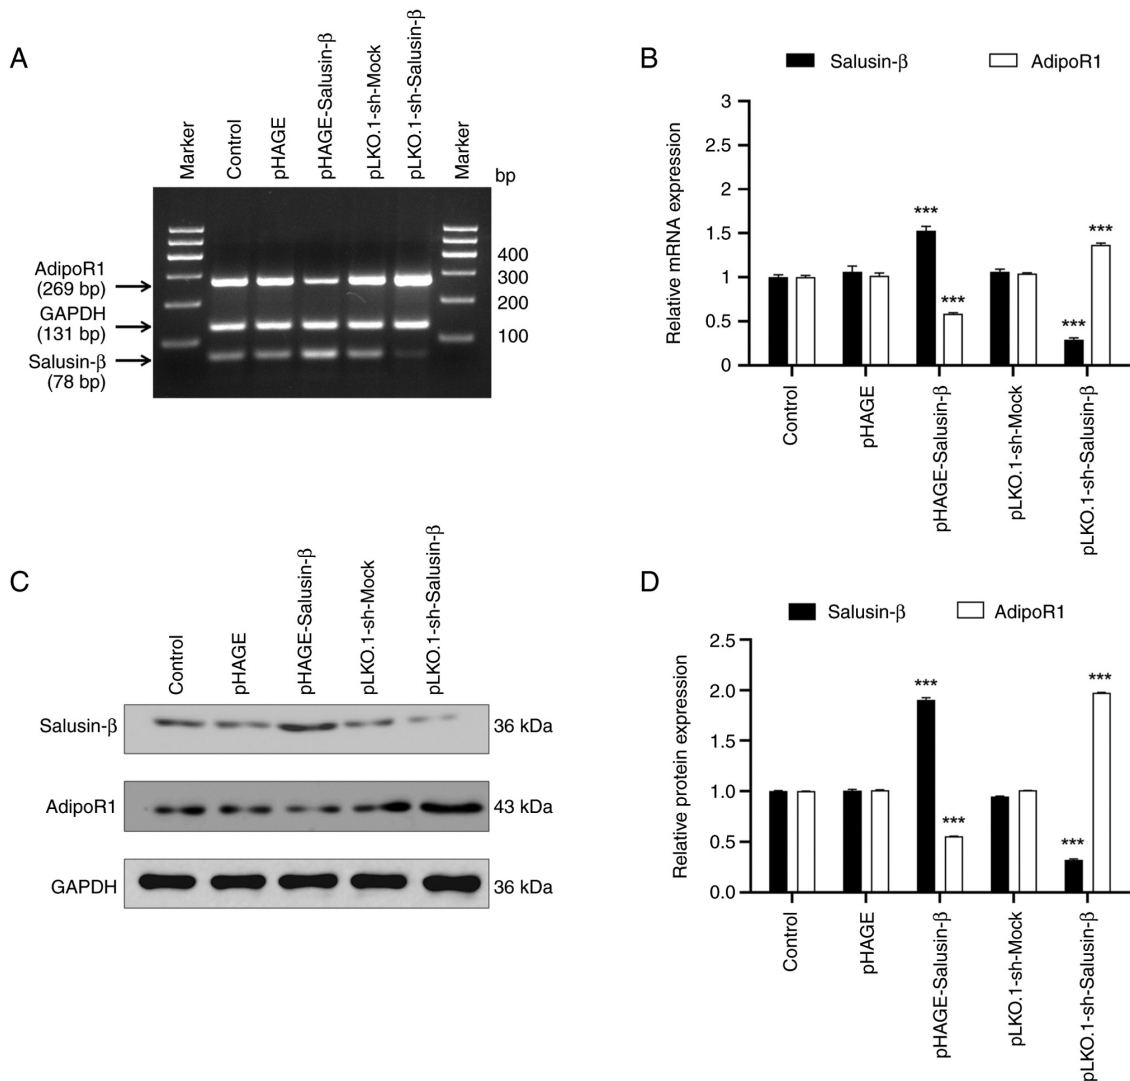 A
Marker
Control
pHAGE
pHAGE-Salusin-β
pLKO.1-sh-Mock
pLKO.1-sh-Salusin-β
Marker
bp
400
300
200
100
AdipoR1
(269 bp)
GAPDH
(131 bp)
Salusin-β
(78 bp)
B
Salusin-β
AdipoR1
Relative mRNA expression
3
2.5
2
1.5
1
0.5
0
***
***
***
***
Control
pHAGE
pHAGE-Salusin-β
pLKO.1-sh-Mock
pLKO.1-sh-Salusin-β
C
Control
pHAGE
pHAGE-Salusin-β
pLKO.1-sh-Mock
pLKO.1-sh-Salusin-β
Salusin-β
36 kDa
AdipoR1
43 kDa
GAPDH
36 kDa
D
Salusin-β
AdipoR1
Relative protein expression
2.5
2.0
1.5
1.0
0.5
0.0
***
***
***
***
Control
pHAGE
pHAGE-Salusin-β
pLKO.1-sh-Mock
pLKO.1-sh-Salusin-β